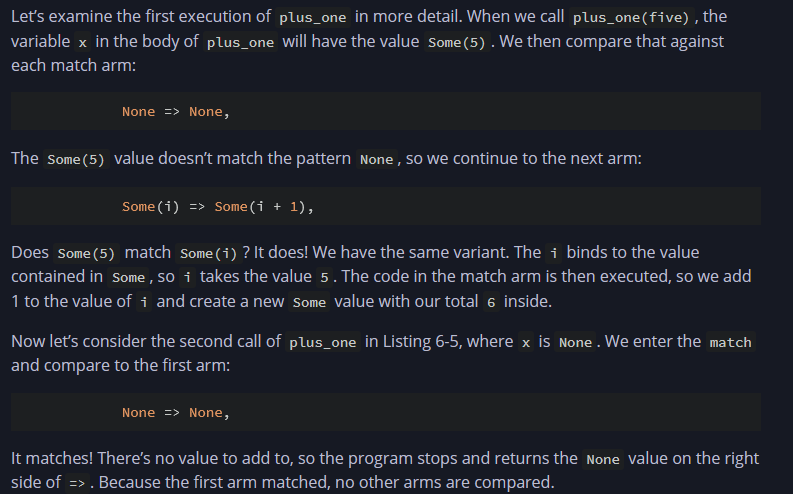 Let’s examine the first execution of plus_one in more detail. When we call plus_one(five), the
variable x in the body of plus_one will have the value Some(5). We then compare that against
each match arm:
None => None,
The Some(5) value doesn’t match the pattern None, so we continue to the next arm:
Some(i) => Some(i + 1),
Does Some(5) match Some(i)? It does! We have the same variant. The i binds to the value
contained in Some, so i takes the value 5. The code in the match arm is then executed, so we add
1 to the value of i and create a new Some value with our total 6 inside.
Now let’s consider the second call of plus_one in Listing 6-5, where x is None. We enter the match
and compare to the first arm:
None => None,
It matches! There’s no value to add to, so the program stops and returns the None value on the right
side of =>. Because the first arm matched, no other arms are compared.